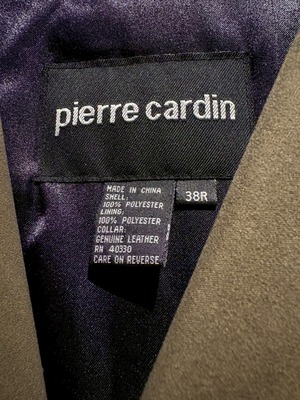 pierre cardin
MADE IN CHINA
SHELL:
100% POLYESTER
LINING:
100% POLYESTER
COLLAR:
GENUINE LEATHER
RN 40330
CARE ON REVERSE
38R